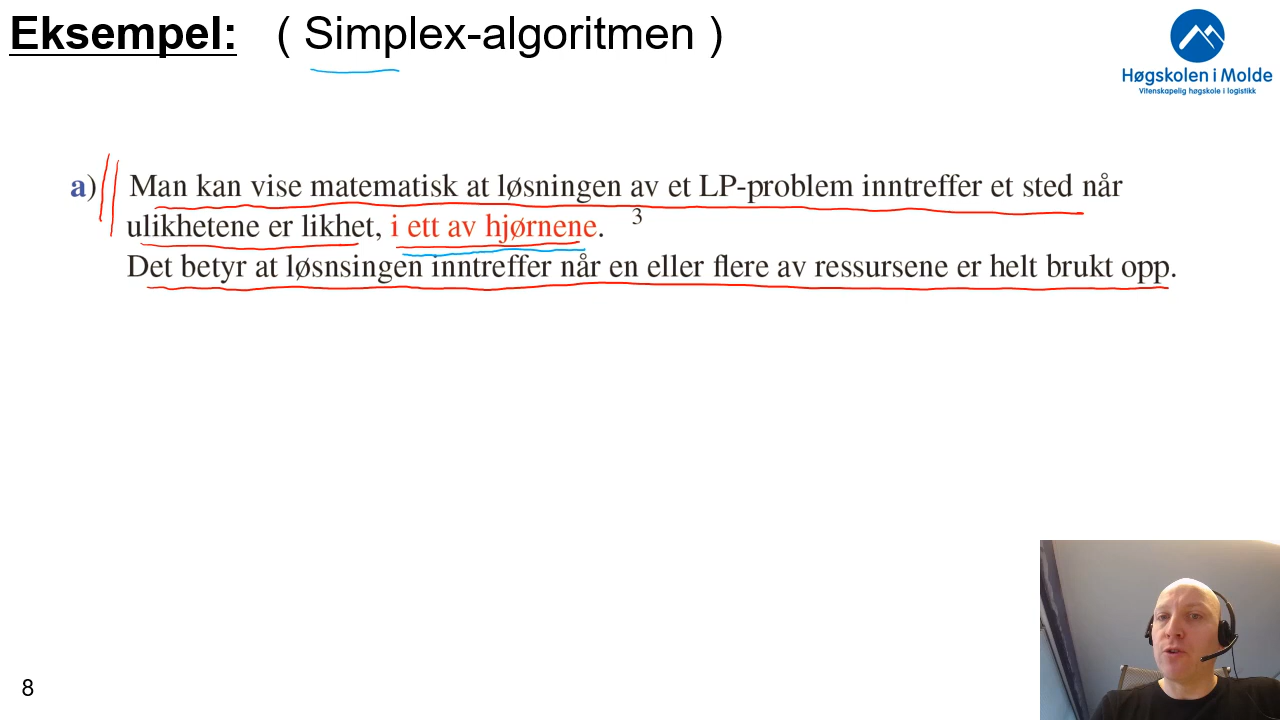 Eksempel: ( Simplex-algoritmen )
Høgskolen i Molde
Vitenskapelig høgskole i logistikk
a) Man kan vise matematisk at løsningen av et LP-problem inntreffer et sted når
ulikhetene er likhet, i ett av hjørnene. 3
Det betyr at løsnsingen inntreffer når en eller flere av ressursene er helt brukt opp.
8